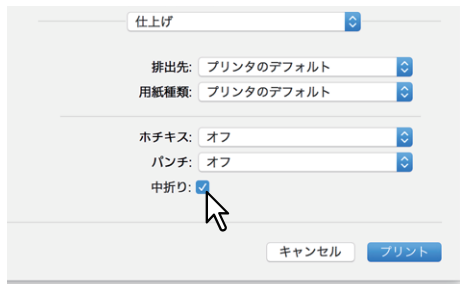 仕上げ
排出先: プリンタのデフォルト
用紙種類: プリンタのデフォルト
ホチキス: オフ
パンチ: オフ
中折り:
キャンセル プリント